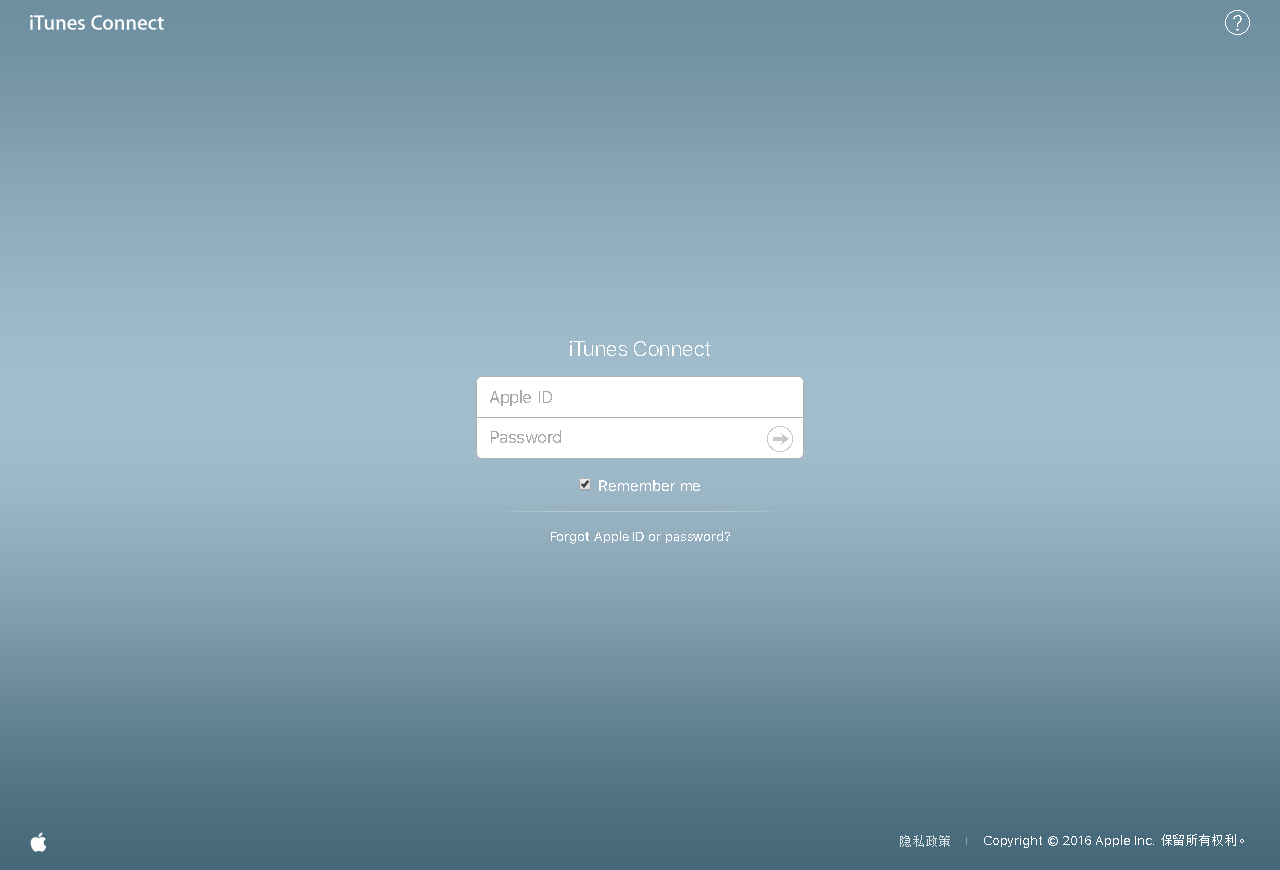 iTunes Connect
?
iTunes Connect
Apple ID
Password
Remember me
Forgot Apple ID or password?
隐私政策 | Copyright © 2016 Apple Inc. 保留所有权利。